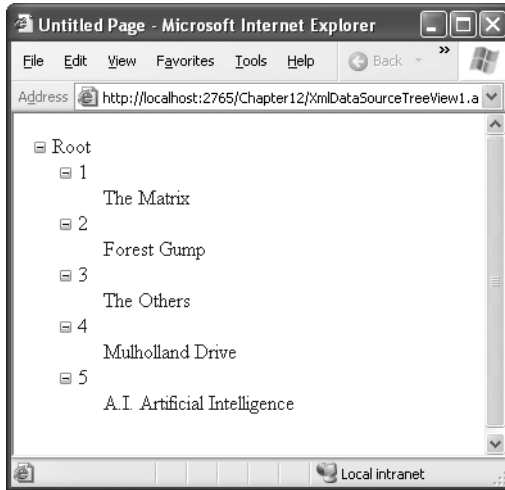 Untitled Page - Microsoft Internet Explorer
File Edit View Favorites Tools Help Back »
Address http://localhost:2765/Chapter12/XmlDataSourceTreeView1.a
Root
1
The Matrix
2
Forest Gump
3
The Others
4
Mulholland Drive
5
A.I. Artificial Intelligence
Local intranet